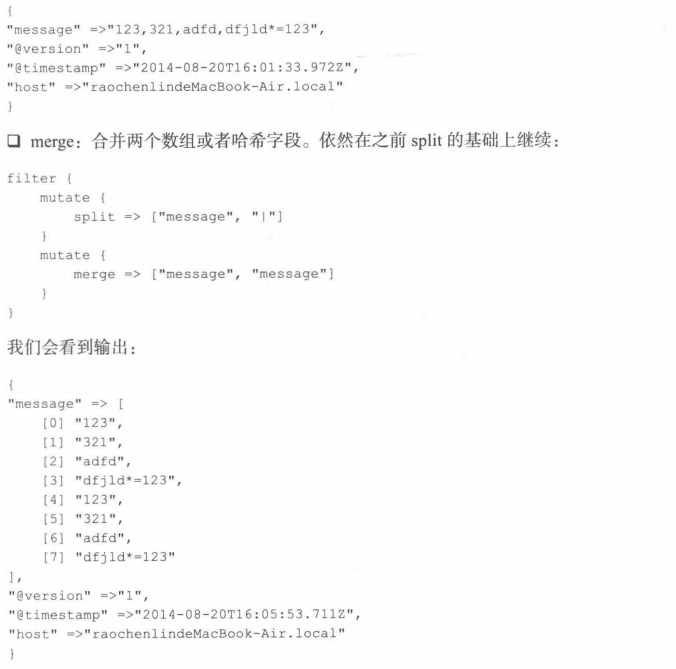 {
"message" =>"123,321,adfd,dfjld*=123",
"@version" =>"1",
"@timestamp" =>"2014-08-20T16:01:33.972Z",
"host" =>"raochenlindeMacBook-Air.local"
}
❑ merge：合并两个数组或者哈希字段。依然在之前 split 的基础上继续：
filter {
    mutate {
        split => ["message", "|"]
    }
    mutate {
        merge => ["message", "message"]
    }
}
我们会看到输出：
{
"message" => [
    [0] "123",
    [1] "321",
    [2] "adfd",
    [3] "dfjld*=123",
    [4] "123",
    [5] "321",
    [6] "adfd",
    [7] "dfjld*=123"
],
"@version" =>"1",
"@timestamp" =>"2014-08-20T16:05:53.711Z",
"host" =>"raochenlindeMacBook-Air.local"
}